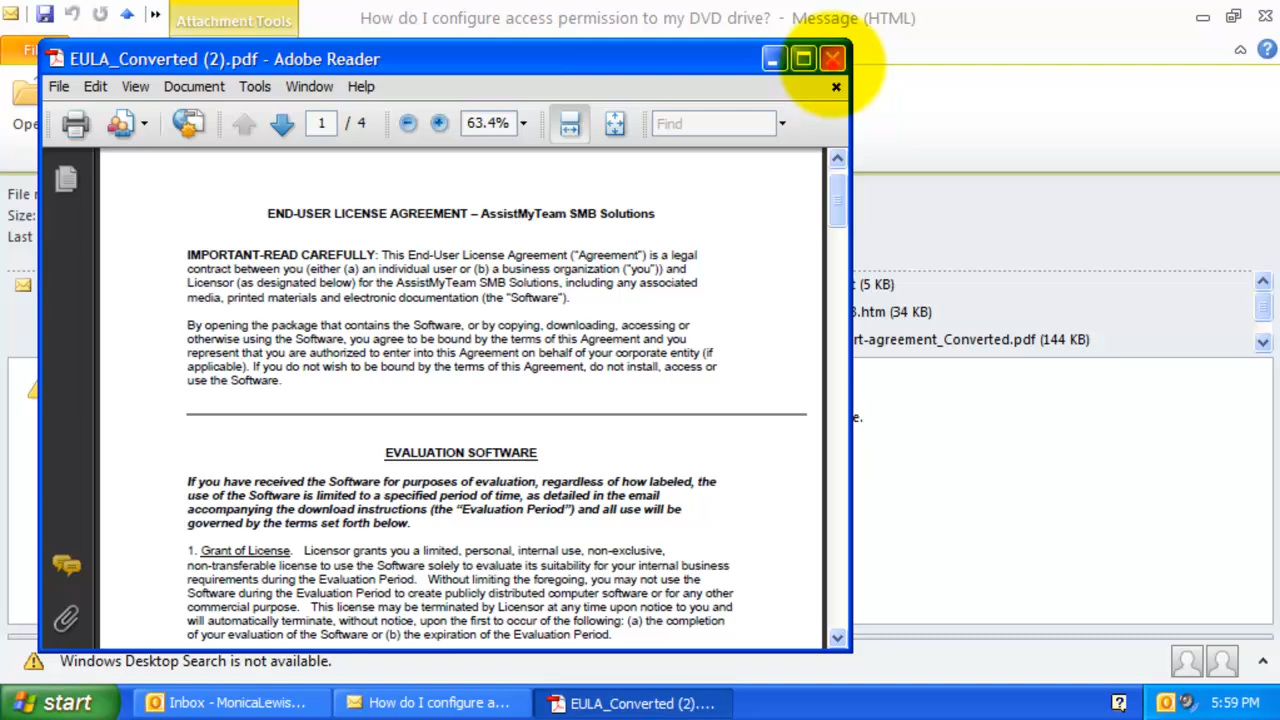 Attachment Tools
How do I configure access permission to my DVD drive? - Message (HTML)
EULA_Converted (2).pdf - Adobe Reader
File Edit View Document Tools Window Help
1 / 4
63.4%
Find
END-USER LICENSE AGREEMENT – AssistMyTeam SMB Solutions
IMPORTANT-READ CAREFULLY: This End-User License Agreement ("Agreement") is a legal
contract between you (either (a) an individual user or (b) a business organization ("you")) and
Licensor (as designated below) for the AssistMyTeam SMB Solutions, including any associated
media, printed materials and electronic documentation (the "Software").
By opening the package that contains the Software, or by copying, downloading, accessing or
otherwise using the Software, you agree to be bound by the terms of this Agreement and you
represent that you are authorized to enter into this Agreement on behalf of your corporate entity (if
applicable). If you do not wish to be bound by the terms of this Agreement, do not install, access or
use the Software.
EVALUATION SOFTWARE
If you have received the Software for purposes of evaluation, regardless of how labeled, the
use of the Software is limited to a specified period of time, as detailed in the email
accompanying the download instructions (the "Evaluation Period") and all use will be
governed by the terms set forth below.
1. Grant of License. Licensor grants you a limited, personal, internal use, non-exclusive,
non-transferable license to use the Software solely to evaluate its suitability for your internal business
requirements during the Evaluation Period. Without limiting the foregoing, you may not use the
Software during the Evaluation Period to create publicly distributed computer software or for any other
commercial purpose. This license may be terminated by Licensor at any time upon notice to you and
will automatically terminate, without notice, upon the first to occur of the following: (a) the completion
of your evaluation of the Software or (b) the expiration of the Evaluation Period.
Fi
Ope
File n
Size:
Last
t (5 KB)
3.htm (34 KB)
rt-agreement_Converted.pdf (144 KB)
e.
Windows Desktop Search is not available.
start
Inbox - MonicaLewis...
How do I configure a...
EULA_Converted (2)....
5:59 PM